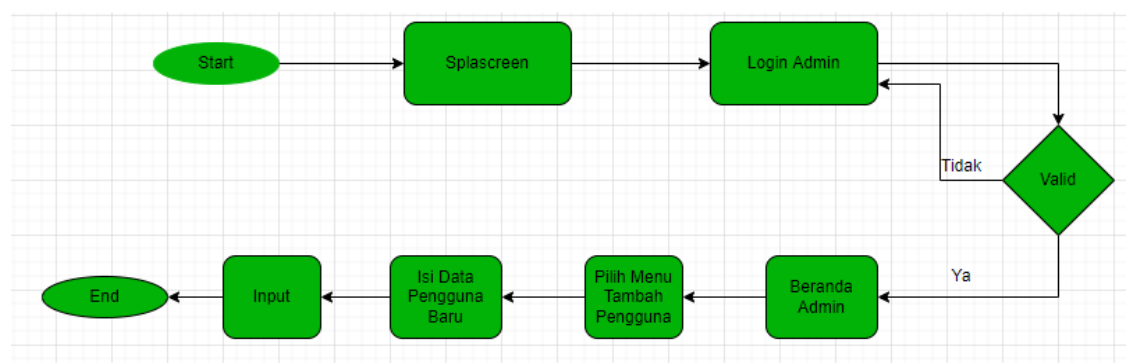 Start
Splascreen
Login Admin
Tidak
Valid
Ya
Beranda
Admin
Pilih Menu
Tambah
Pengguna
Isi Data
Pengguna
Baru
Input
End